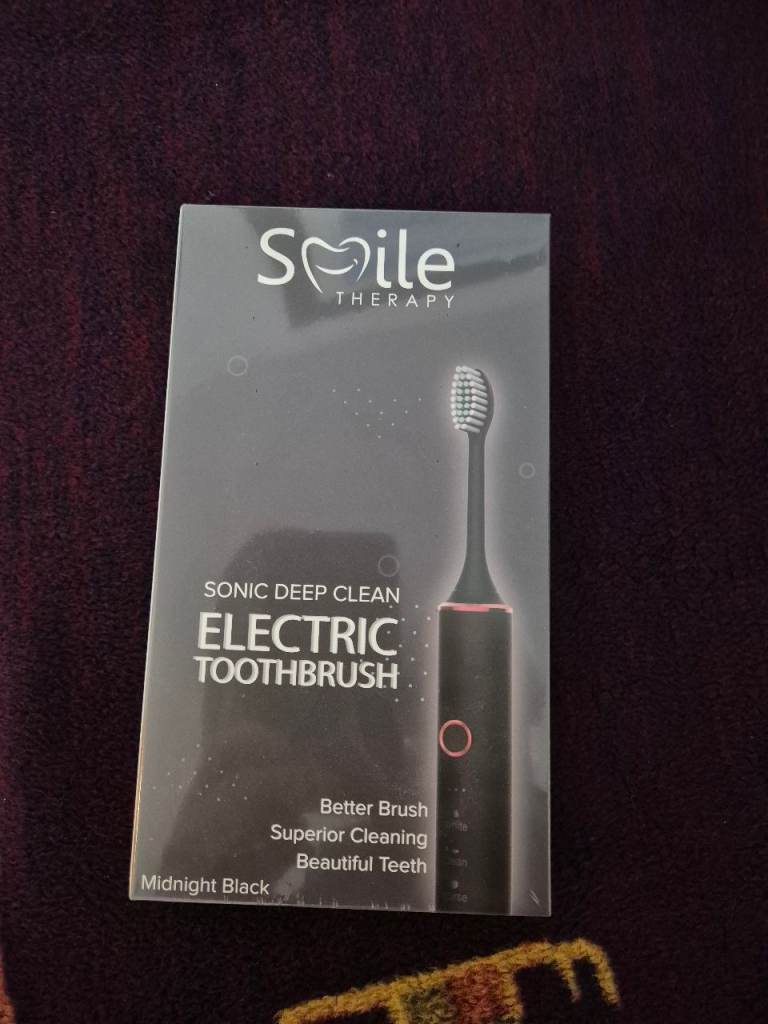 Smile
THERAPY
SONIC DEEP CLEAN
ELECTRIC
TOOTHBRUSH
Better Brush
Superior Cleaning
Beautiful Teeth
Midnight Black